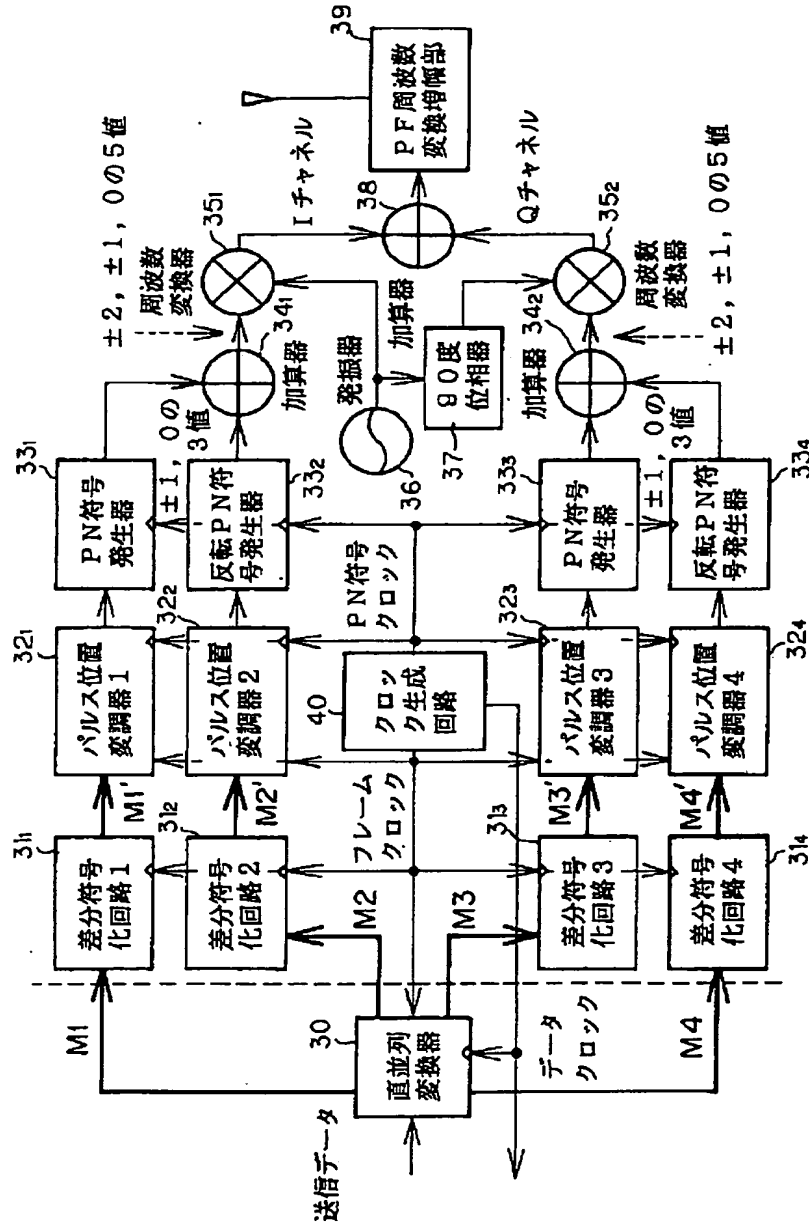 送信データ
30
直並列
変換器
データ
クロック
M1
M2
M3
M4
31₁
差分符号
化回路1
31₂
差分符号
化回路2
31₃
差分符号
化回路3
31₄
差分符号
化回路4
フレーム
クロック
M1'
M2'
M3'
M4'
32₁
パルス位置
変調器1
32₂
パルス位置
変調器2
40
クロッ
ク生成
回路
32₃
パルス位置
変調器3
32₄
パルス位置
変調器4
PN符号
クロック
33₁
PN符号
発生器
33₂
反転PN符
号発生器
33₃
PN符号
発生器
33₄
反転PN符
号発生器
±1,0の
3値
±1,0の
3値
34₁
加算器
34₂
加算器
36
発振器
37
90度
位相器
±2,±1,0の5値
周波数
変換器
35₁
周波数
変換器
35₂
±2,±1,0の5値
Iチャネル
Qチャネル
加算器
38
39
PF周波数
変換増幅部